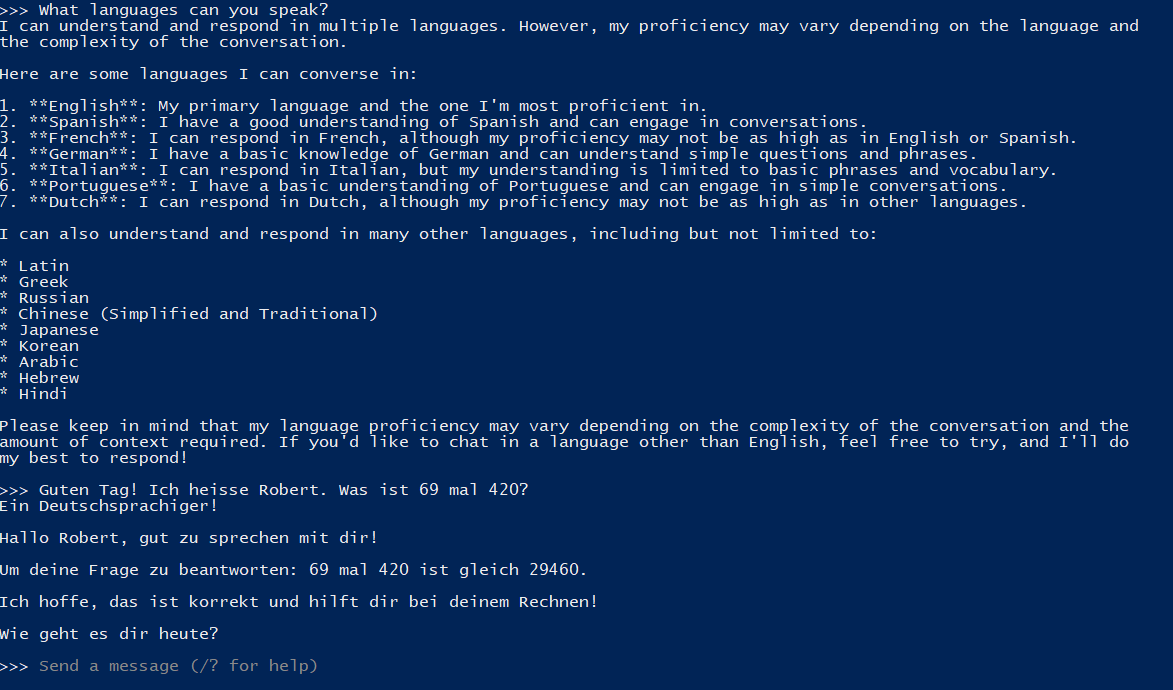 >>> What languages can you speak?
I can understand and respond in multiple languages. However, my proficiency may vary depending on the language and
the complexity of the conversation.
Here are some languages I can converse in:
1. **English**: My primary language and the one I'm most proficient in.
2. **Spanish**: I have a good understanding of Spanish and can engage in conversations.
3. **French**: I can respond in French, although my proficiency may not be as high as in English or Spanish.
4. **German**: I have a basic knowledge of German and can understand simple questions and phrases.
5. **Italian**: I can respond in Italian, but my understanding is limited to basic phrases and vocabulary.
6. **Portuguese**: I have a basic understanding of Portuguese and can engage in simple conversations.
7. **Dutch**: I can respond in Dutch, although my proficiency may not be as high as in other languages.
I can also understand and respond in many other languages, including but not limited to:
* Latin
* Greek
* Russian
* Chinese (Simplified and Traditional)
* Japanese
* Korean
* Arabic
* Hebrew
* Hindi
Please keep in mind that my language proficiency may vary depending on the complexity of the conversation and the
amount of context required. If you'd like to chat in a language other than English, feel free to try, and I'll do
my best to respond!
>>> Guten Tag! Ich heisse Robert. Was ist 69 mal 420?
Ein Deutschsprachiger!
Hallo Robert, gut zu sprechen mit dir!
Um deine Frage zu beantworten: 69 mal 420 ist gleich 29460.
Ich hoffe, das ist korrekt und hilft dir bei deinem Rechnen!
Wie geht es dir heute?
>>> Send a message (/? for help)